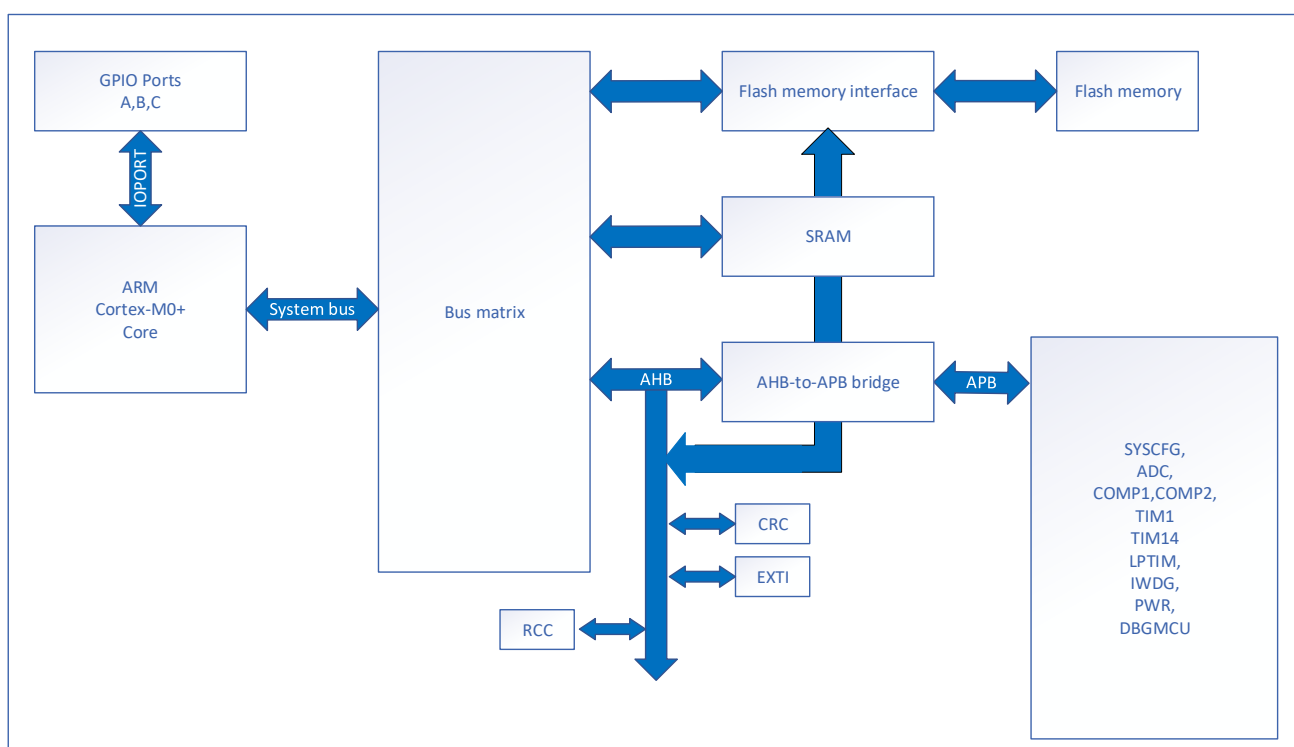 GPIO Ports
A,B,C
IOPORT
ARM
Cortex-M0+
Core
System bus
Bus matrix
Flash memory interface
Flash memory
SRAM
AHB
AHB-to-APB bridge
APB
SYSCFG,
ADC,
COMP1,COMP2,
TIM1
TIM14
LPTIM,
IWDG,
PWR,
DBGMCU
CRC
EXTI
RCC